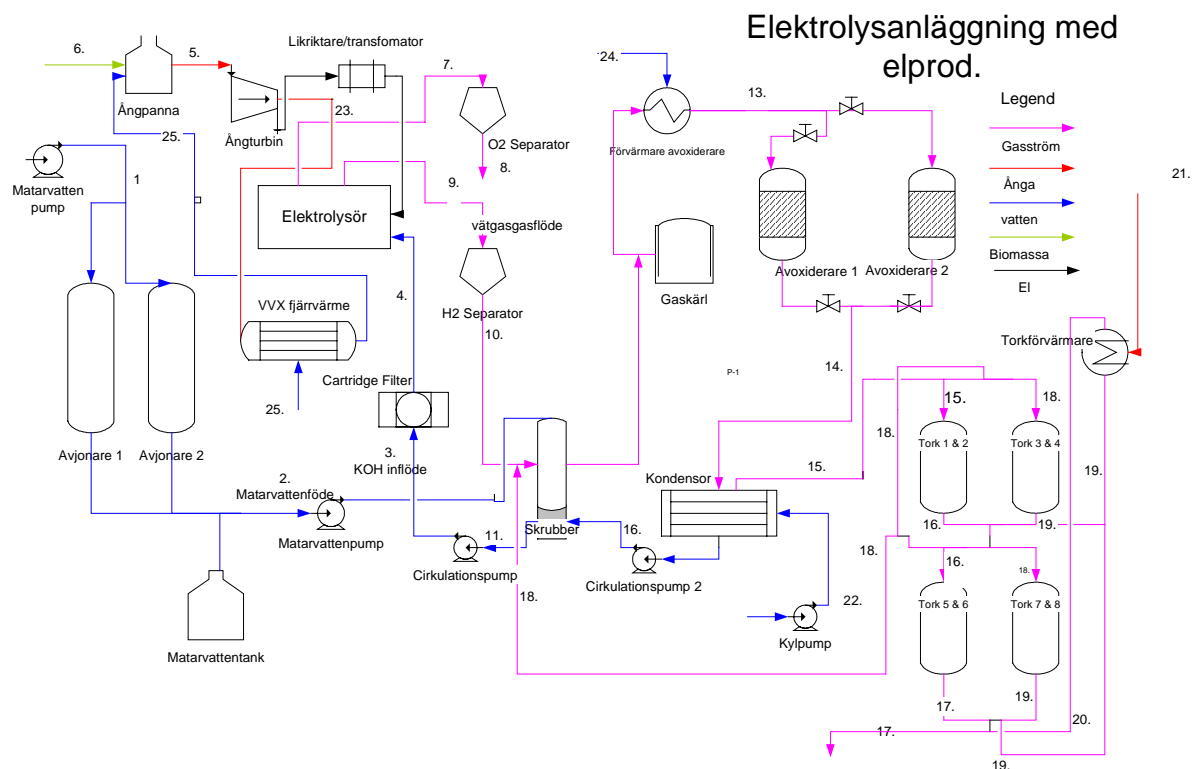 Elektrolysanläggning med
elprod.
6.
5.
Likriktare/transfomator
7.
24.
13.
Legend
Ångpanna
23.
Gasström
25.
Ångturbin
O2 Separator
Förvärmare avoxiderare
21.
Ånga
Matarvatten
pump
1
8.
9.
vatten
Elektrolysör
vätgasgasflöde
Biomassa
Avoxiderare 1
Avoxiderare 2
El
Gaskärl
4.
VVX fjärrvärme
H2 Separator
10.
Torkförvärmare
14.
P-1
Cartridge Filter
25.
15.
18.
18.
Avjonare 1
Avjonare 2
3.
KOH inflöde
Tork 1 & 2
Tork 3 & 4
15.
19.
Kondensor
2.
Matarvattenföde
Matarvattenpump
11.
Skrubber
16.
16.
19.
18.
Cirkulationpump
Cirkulationspump 2
16.
18.
18.
22.
Tork 5 & 6
Tork 7 & 8
Kylpump
Matarvattentank
19.
17.
20.
17.
19.